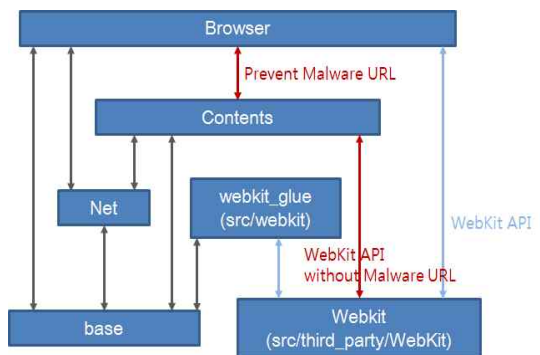 Browser
Prevent Malware URL
Contents
webkit_glue
(src/webkit)
Net
WebKit API
WebKit API
without Malware URL
base
Webkit
(src/third_party/WebKit)